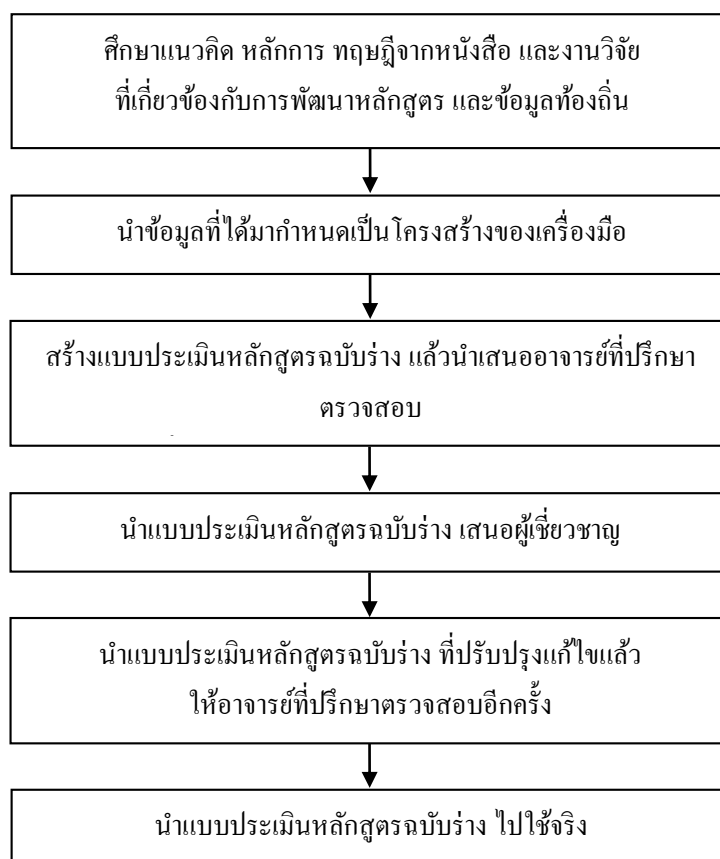 ศึกษาแนวคิด หลักการ ทฤษฎีจากหนังสือ และงานวิจัย
ที่เกี่ยวข้องกับการพัฒนาหลักสูตร และข้อมูลท้องถิ่น
นำข้อมูลที่ได้มากำหนดเป็นโครงสร้างของเครื่องมือ
สร้างแบบประเมินหลักสูตรฉบับร่าง แล้วนำเสนออาจารย์ที่ปรึกษา
ตรวจสอบ
นำแบบประเมินหลักสูตรฉบับร่าง เสนอผู้เชี่ยวชาญ
นำแบบประเมินหลักสูตรฉบับร่าง ที่ปรับปรุงแก้ไขแล้ว
ให้อาจารย์ที่ปรึกษาตรวจสอบอีกครั้ง
นำแบบประเมินหลักสูตรฉบับร่าง ไปใช้จริง